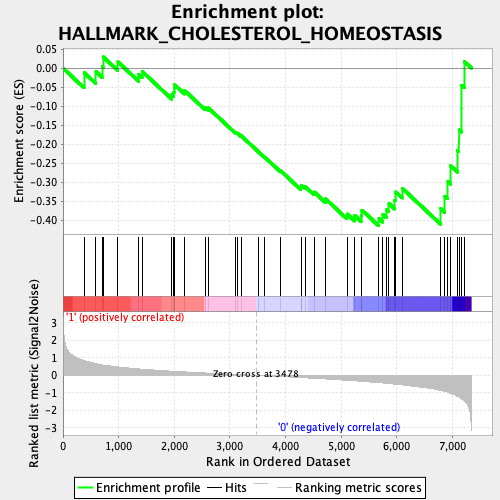 Enrichment plot:
HALLMARK_CHOLESTEROL_HOMEOSTASIS
Enrichment score (ES)
0.05
0.00
-0.05
-0.10
-0.15
-0.20
-0.25
-0.30
-0.35
-0.40
'1' (positively correlated)
Ranked list metric (Signal2Noise)
3
2
1
0
-1
-2
-3
Zero cross at 3478
'0' (negatively correlated)
0 1,000 2,000 3,000 4,000 5,000 6,000 7,000
Rank in Ordered Dataset
Enrichment profile Hits Ranking metric scores